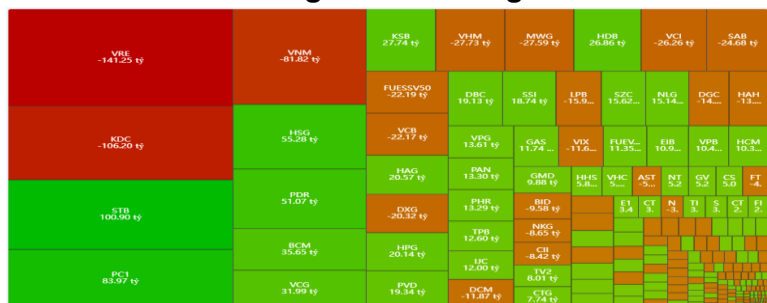 VRE
-141.25 tỷ
KDC
-106.20 tỷ
STB
100.90 tỷ
PC1
83.97 tỷ
VNM
-81.82 tỷ
HSG
55.28 tỷ
PDR
51.07 tỷ
BCM
35.65 tỷ
VCG
31.99 tỷ
KSB
27.74 tỷ
VHM
-27.73 tỷ
MWG
-27.59 tỷ
HDB
26.86 tỷ
VCI
-26.26 tỷ
SAB
-24.68 tỷ
FUESSV50
-22.19 tỷ
VCB
-22.17 tỷ
HAG
20.57 tỷ
DXG
-20.32 tỷ
HPG
20.14 tỷ
PVD
19.34 tỷ
DBC
19.13 tỷ
SSI
18.74 tỷ
LPB
-15.9...
SZC
15.62...
NLG
15.14...
DGC
-14....
HAH
-13....
VPG
13.61 tỷ
PAN
13.30 tỷ
PHR
13.29 tỷ
TPB
12.60 tỷ
IJC
12.00 tỷ
DCM
-11.87 tỷ
GAS
11.74 ...
VIX
-11.6...
FUEV...
11.35...
EIB
10.9...
VPB
10.4...
HCM
10.3...
GMD
9.88 tỷ
BID
-9.58 tỷ
NKG
-8.65 tỷ
CII
-8.42 tỷ
TV2
8.01 tỷ
CTG
7.74 tỷ
HHS
5.8...
VHC
5....
AST
-5...
NT
5.2
GV
5.2
CS
5.0
FT
-4.
E1
3.4
CT
3.
N
-3.
TI
3.
S
3.
CT
2.
FI
2.